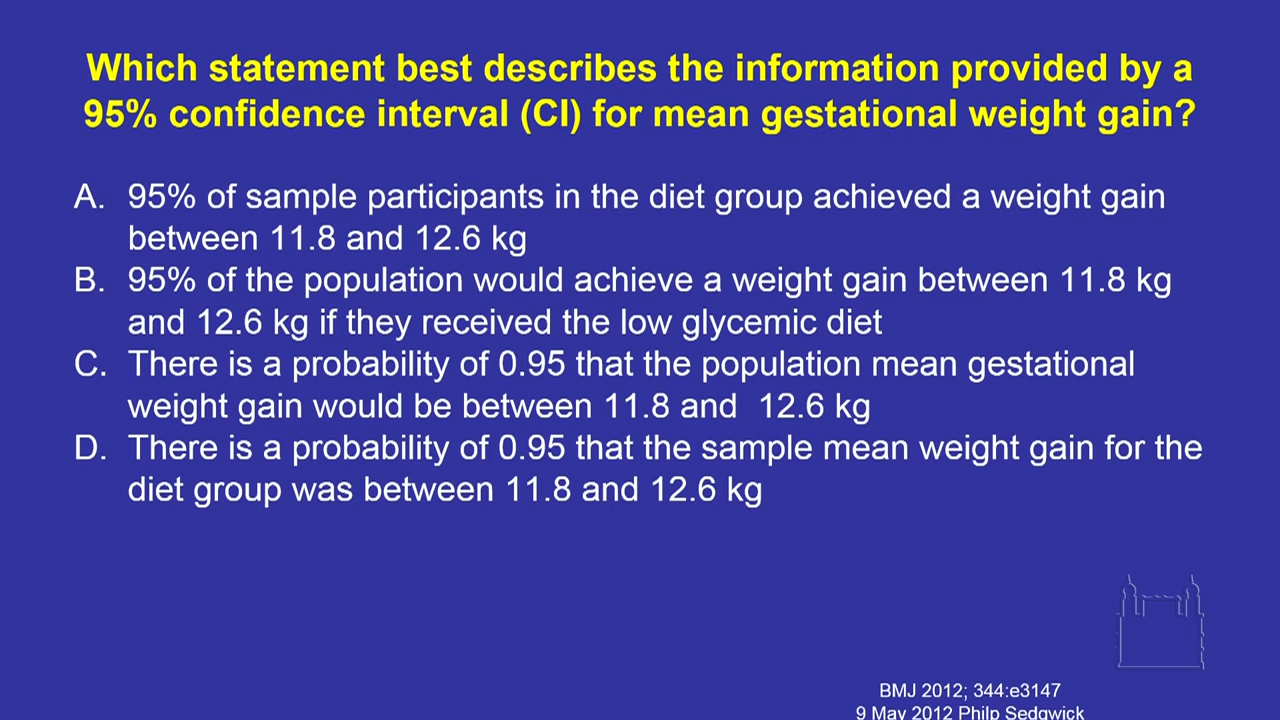 Which statement best describes the information provided by a
95% confidence interval (CI) for mean gestational weight gain?
A. 95% of sample participants in the diet group achieved a weight gain
between 11.8 and 12.6 kg
B. 95% of the population would achieve a weight gain between 11.8 kg
and 12.6 kg if they received the low glycemic diet
C. There is a probability of 0.95 that the population mean gestational
weight gain would be between 11.8 and 12.6 kg
D. There is a probability of 0.95 that the sample mean weight gain for the
diet group was between 11.8 and 12.6 kg
BMJ 2012; 344:e3147
9 May 2012 Philp Sedgwick